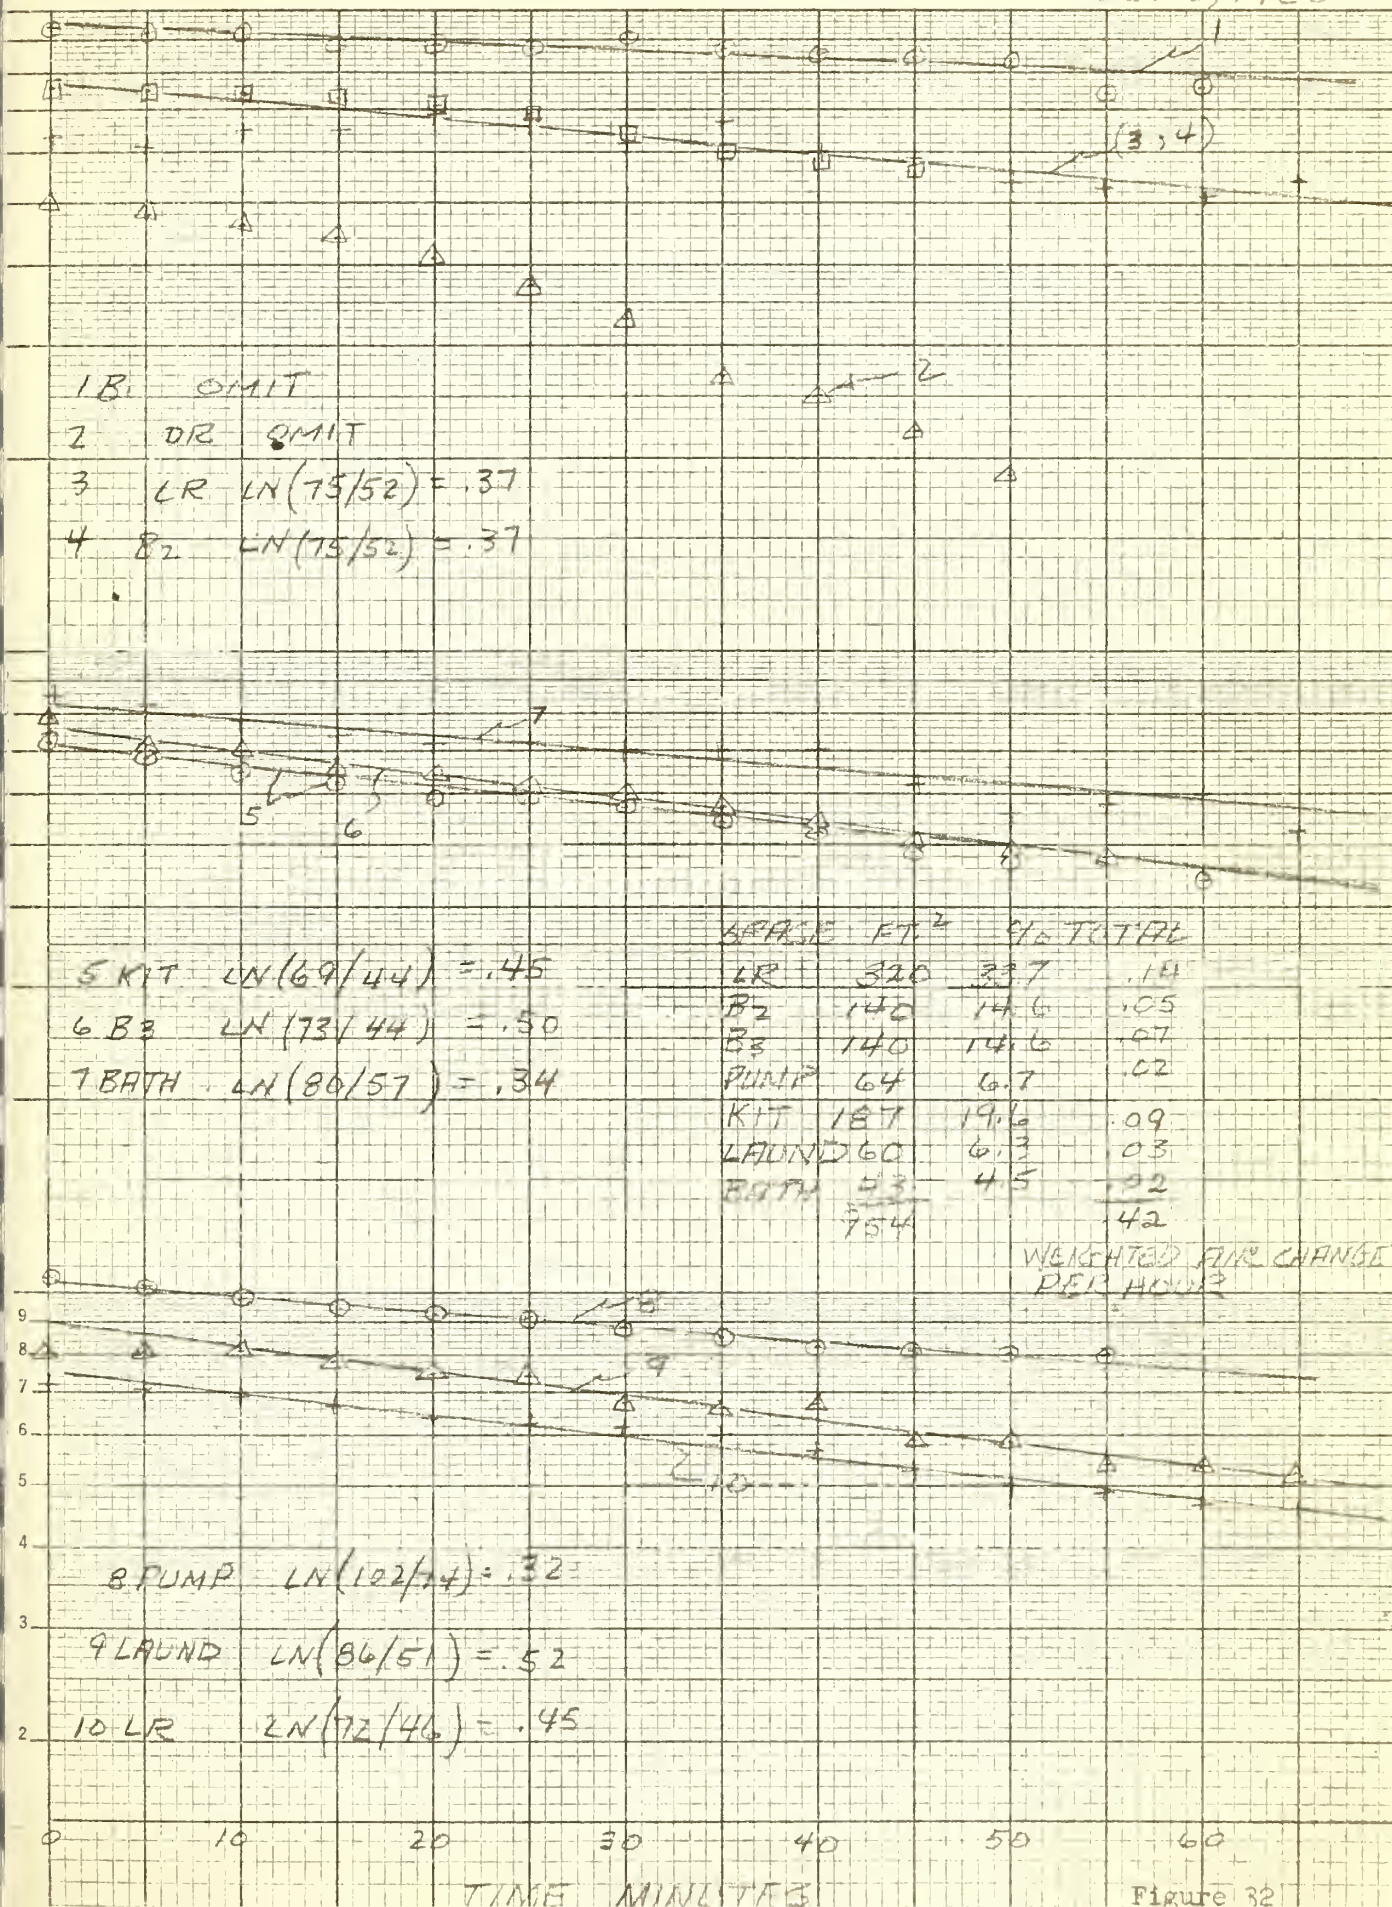 1
(3,4)
2
1 B1 OMIT
2 DR OMIT
3 LR LN(75/52) = .37
4 B2 LN(75/52) = .37
7
5
6
SPACE FT.2 % TOTAL
LR 320 33.7 .14
B2 140 14.6 .05
B3 140 14.6 .07
PUMP 64 6.7 .02
KIT 187 19.6 .09
LAUND 60 6.3 .03
BATH 43 4.5 .02
954 .42
WEIGHTED AIR CHANGE
PER HOUR
5 KIT LN(69/44) = .45
6 B3 LN(73/44) = .50
7 BATH LN(80/57) = .34
8
9
10
9
8
7
6
5
4
3
2
8 PUMP LN(102/74) = .32
9 LAUND LN(86/51) = .52
10 LR LN(72/46) = .45
0 10 20 30 40 50 60
TIME MINUTES
Figure 32